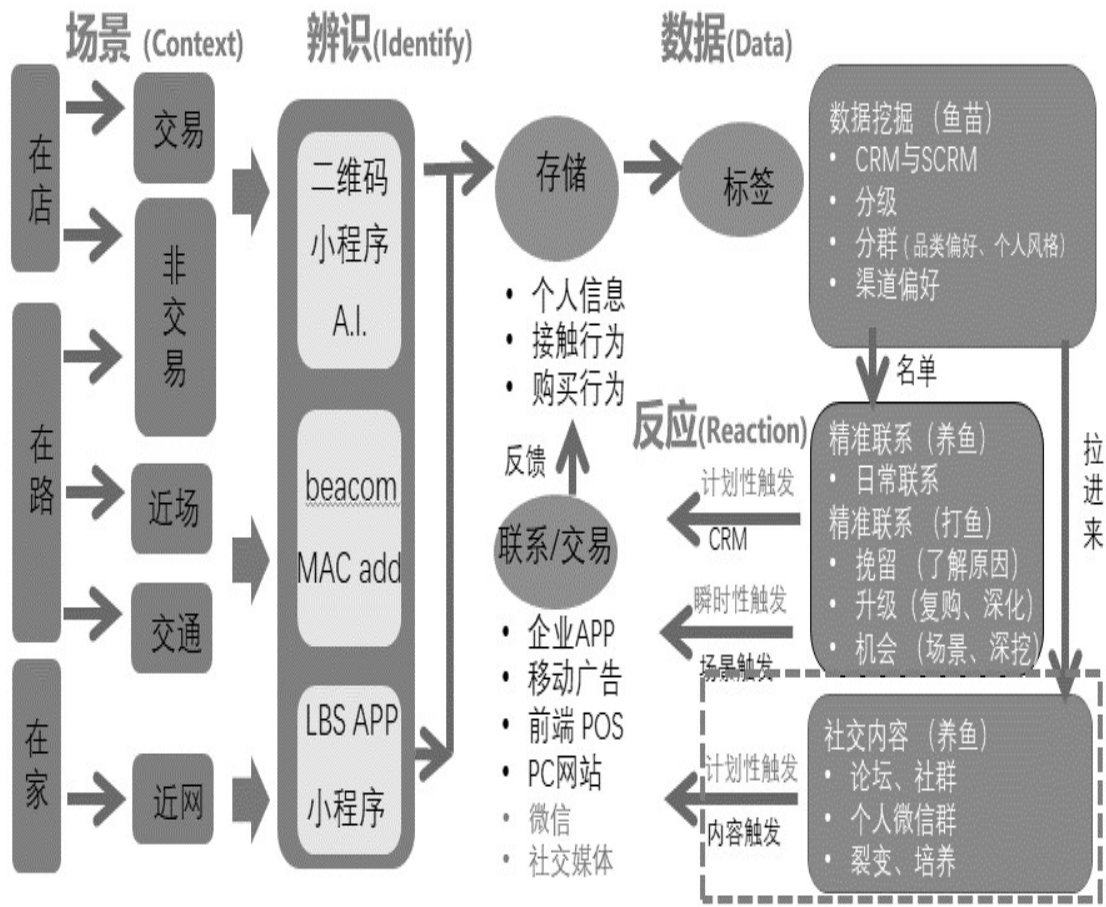 场景 (Context)
辨识(Identify)
数据(Data)
在店
交易
非交易
在路
近场
交通
在家
近网
二维码
小程序
A.I.
beacom
MAC add
LBS APP
小程序
存储
• 个人信息
• 接触行为
• 购买行为
标签
数据挖掘 （鱼苗）
• CRM与SCRM
• 分级
• 分群 ( 品类偏好、个人风格）
• 渠道偏好
名单
拉进来
反应(Reaction)
反馈
联系/交易
• 企业APP
• 移动广告
• 前端 POS
• PC网站
• 微信
• 社交媒体
计划性触发
CRM
瞬时性触发
场景触发
计划性触发
内容触发
精准联系 （养鱼）
• 日常联系
精准联系 （打鱼）
• 挽留 （了解原因）
• 升级（复购、深化）
• 机会 （场景、深挖）
社交内容 （养鱼）
• 论坛、社群
• 个人微信群
• 裂变、培养